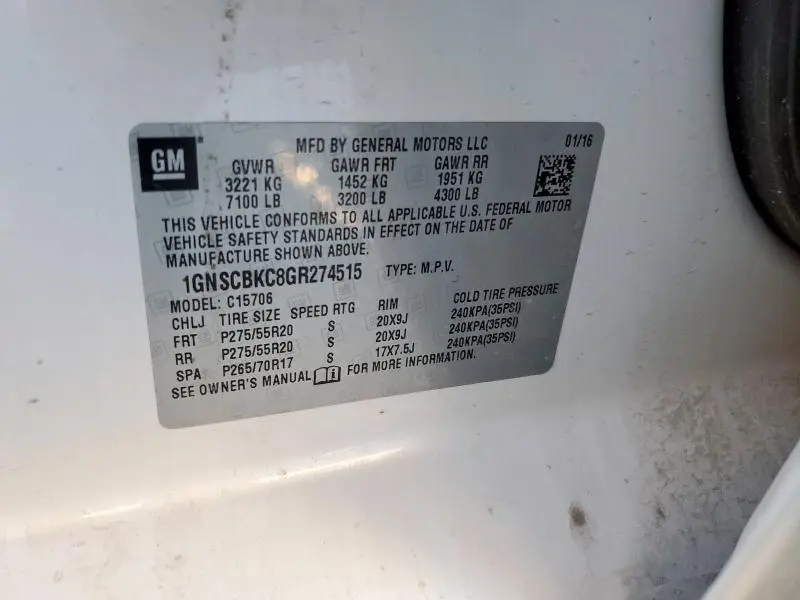 GM
MFD BY GENERAL MOTORS LLC 01/16
GVWR GAWR FRT GAWR RR
3221 KG 1452 KG 1951 KG
7100 LB 3200 LB 4300 LB
THIS VEHICLE CONFORMS TO ALL APPLICABLE U.S. FEDERAL MOTOR
VEHICLE SAFETY STANDARDS IN EFFECT ON THE DATE OF
MANUFACTURE SHOWN ABOVE.
1GNSCBKC8GR274515 TYPE: M.P.V.
MODEL: C15706
CHLJ TIRE SIZE SPEED RTG RIM COLD TIRE PRESSURE
FRT P275/55R20 S 20X9J 240KPA(35PSI)
RR P275/55R20 S 20X9J 240KPA(35PSI)
SPA P265/70R17 S 17X7.5J 240KPA(35PSI)
SEE OWNER'S MANUAL FOR MORE INFORMATION.